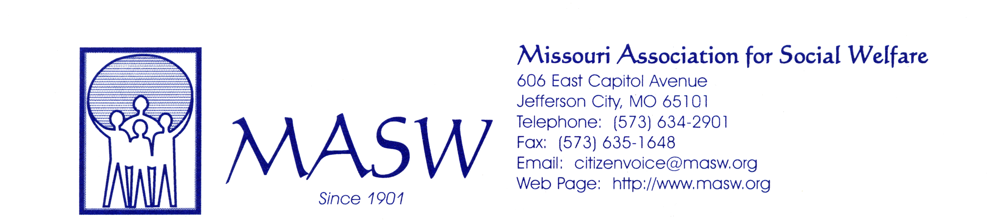 MASW
Since 1901
Missouri Association for Social Welfare
606 East Capitol Avenue
Jefferson City, MO 65101
Telephone: (573) 634-2901
Fax: (573) 635-1648
Email: citizenvoice@masw.org
Web Page: http://www.masw.org